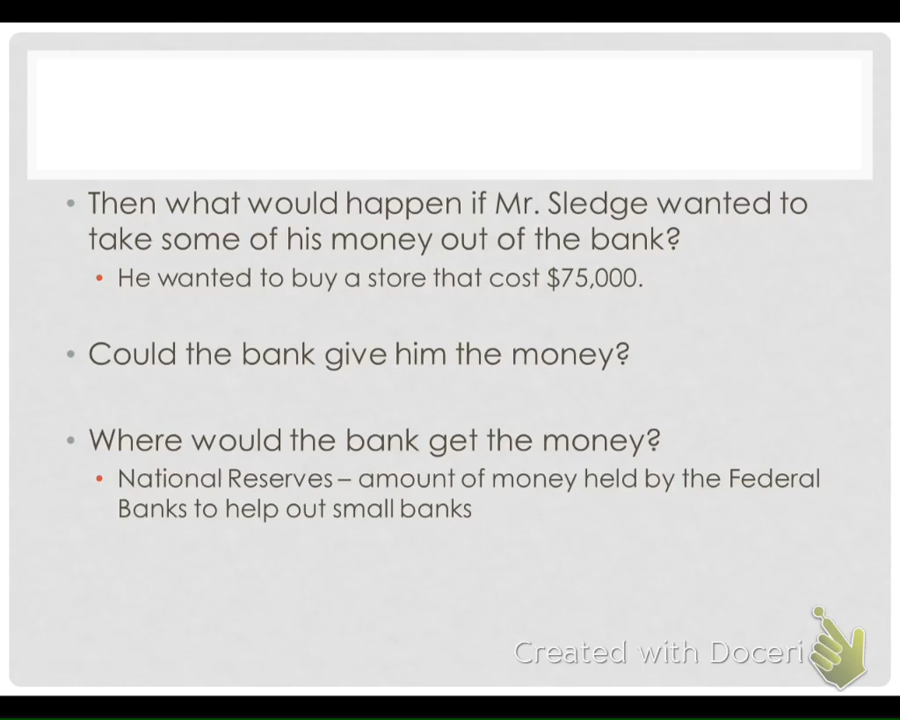 Then what would happen if Mr. Sledge wanted to
take some of his money out of the bank?
He wanted to buy a store that cost $75,000.
Could the bank give him the money?
Where would the bank get the money?
National Reserves – amount of money held by the Federal
Banks to help out small banks
Created with Doceri